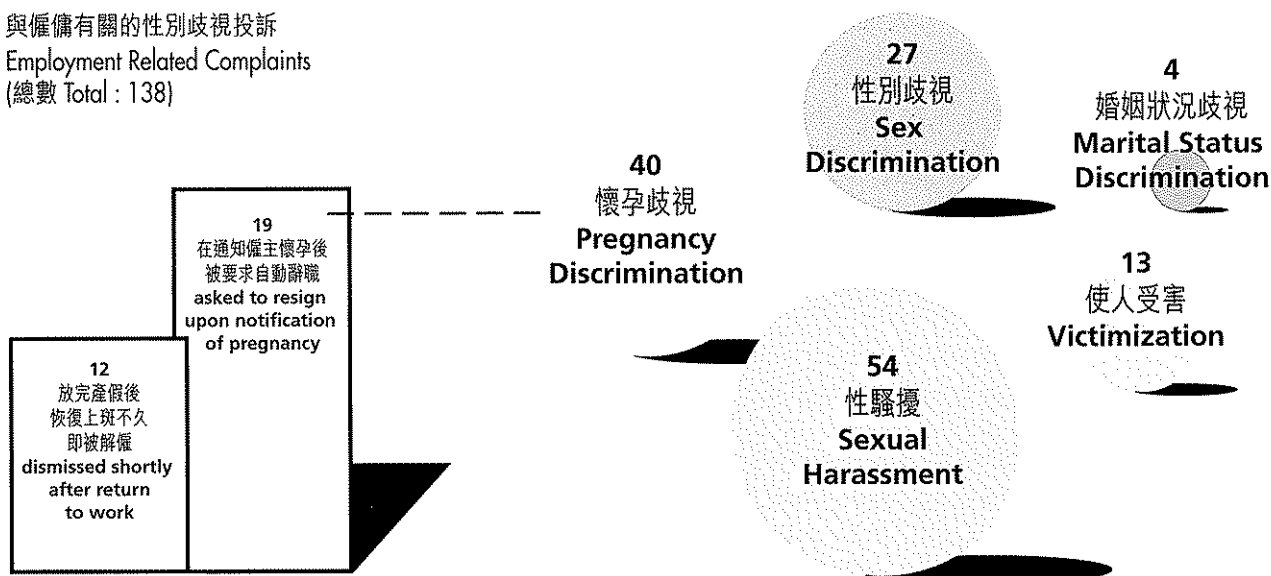 與僱傭有關的性別歧視投訴
Employment Related Complaints
(總數 Total : 138)
27
性別歧視
Sex
Discrimination
4
婚姻狀況歧視
Marital Status
Discrimination
40
懷孕歧視
Pregnancy
Discrimination
19
在通知僱主懷孕後
被要求自動辭職
asked to resign
upon notification
of pregnancy
13
使人受害
Victimization
12
放完產假後
恢復上班不久
即被解僱
dismissed shortly
after return
to work
54
性騷擾
Sexual
Harassment